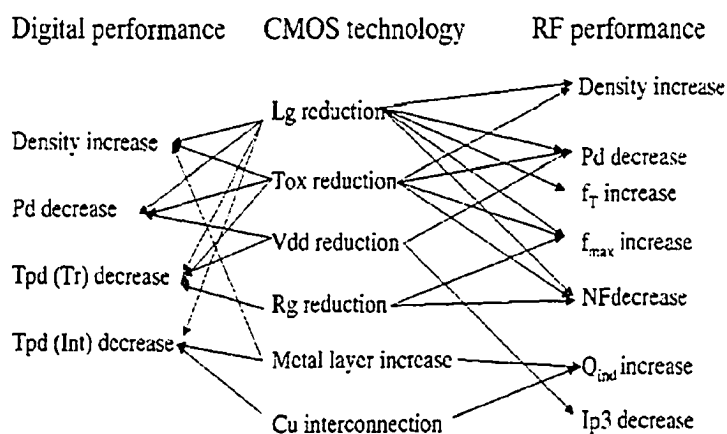 Digital performance CMOS technology RF performance
Density increase
Lg reduction
Density increase
Pd decrease
Tox reduction
Pd decrease
f_T increase
Vdd reduction
f_max increase
Tpd (Tr) decrease
Rg reduction
NFdecrease
Tpd (Int) decrease
Metal layer increase
Q_ind increase
Cu interconnection
Ip3 decrease